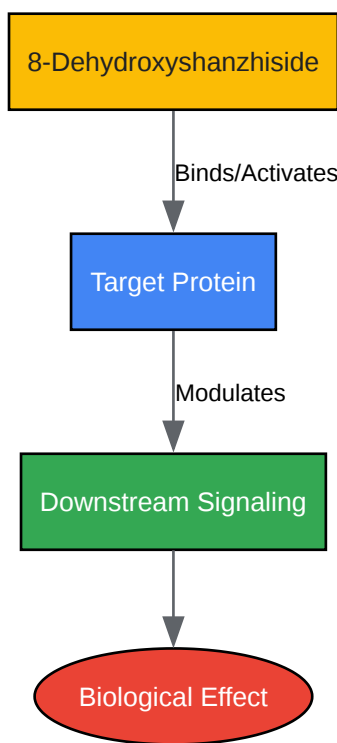 8-Dehydroxyshanzhiside
Binds/Activates
Target Protein
Modulates
Downstream Signaling
Biological Effect